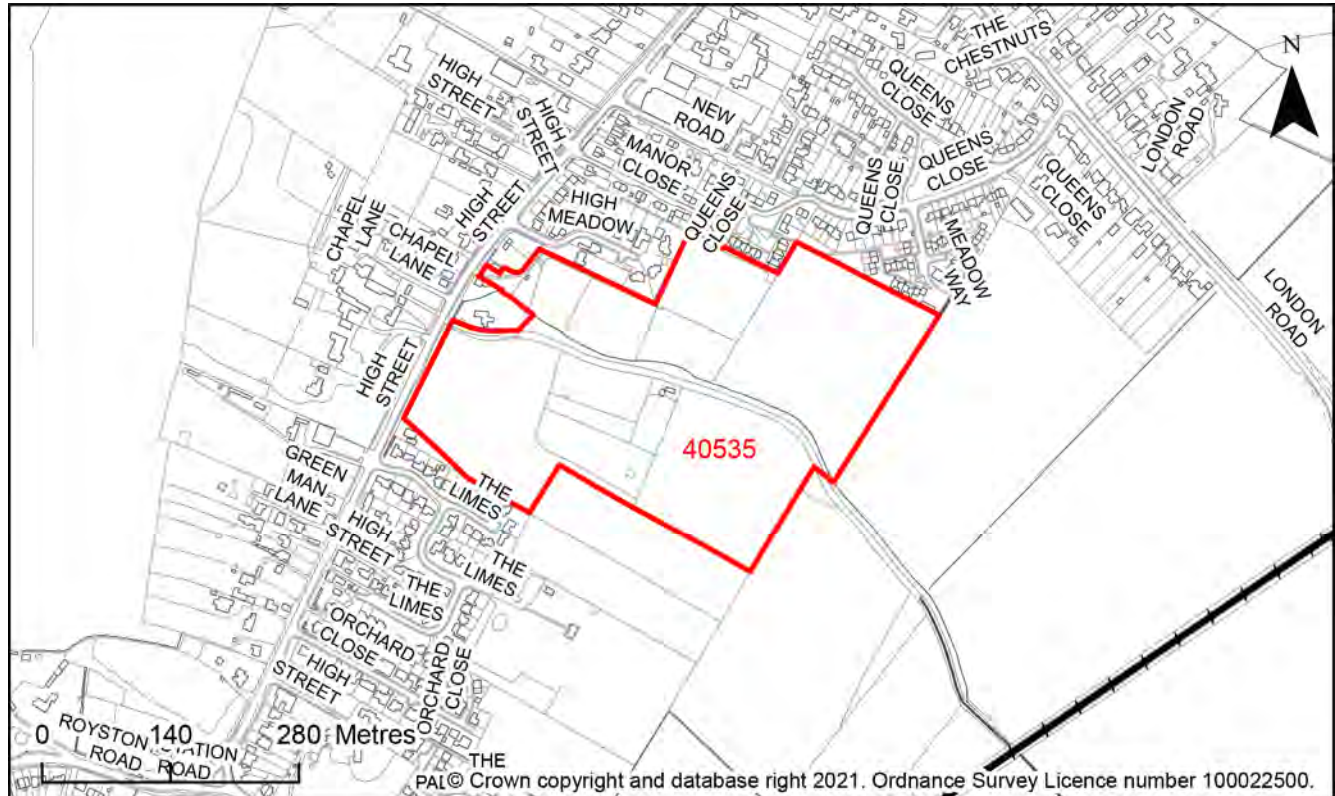 THE
CHESTNUTS
N
HIGH
STREET
QUEENS
CLOSE
LONDON
ROAD
NEW
ROAD
HIGH
STREET
MANOR
CLOSE
QUEENS
CLOSE
QUEENS
CLOSE
QUEENS
CLOSE
HIGH
STREET
HIGH
MEADOW
QUEENS
CLOSE
QUEENS
CLOSE
CHAPEL
LANE
CHAPEL
LANE
MEADOW
WAY
LONDON
ROAD
HIGH
STREET
40535
GREEN
MAN
LANE
THE
LIMES
HIGH
STREET
THE
LIMES
THE
LIMES
ORCHARD
CLOSE
HIGH
STREET
ORCHARD
CLOSE
ROYSTON
ROAD
STATION
ROAD
0 140 280 Metres
THE
PAL
© Crown copyright and database right 2021. Ordnance Survey Licence number 100022500.